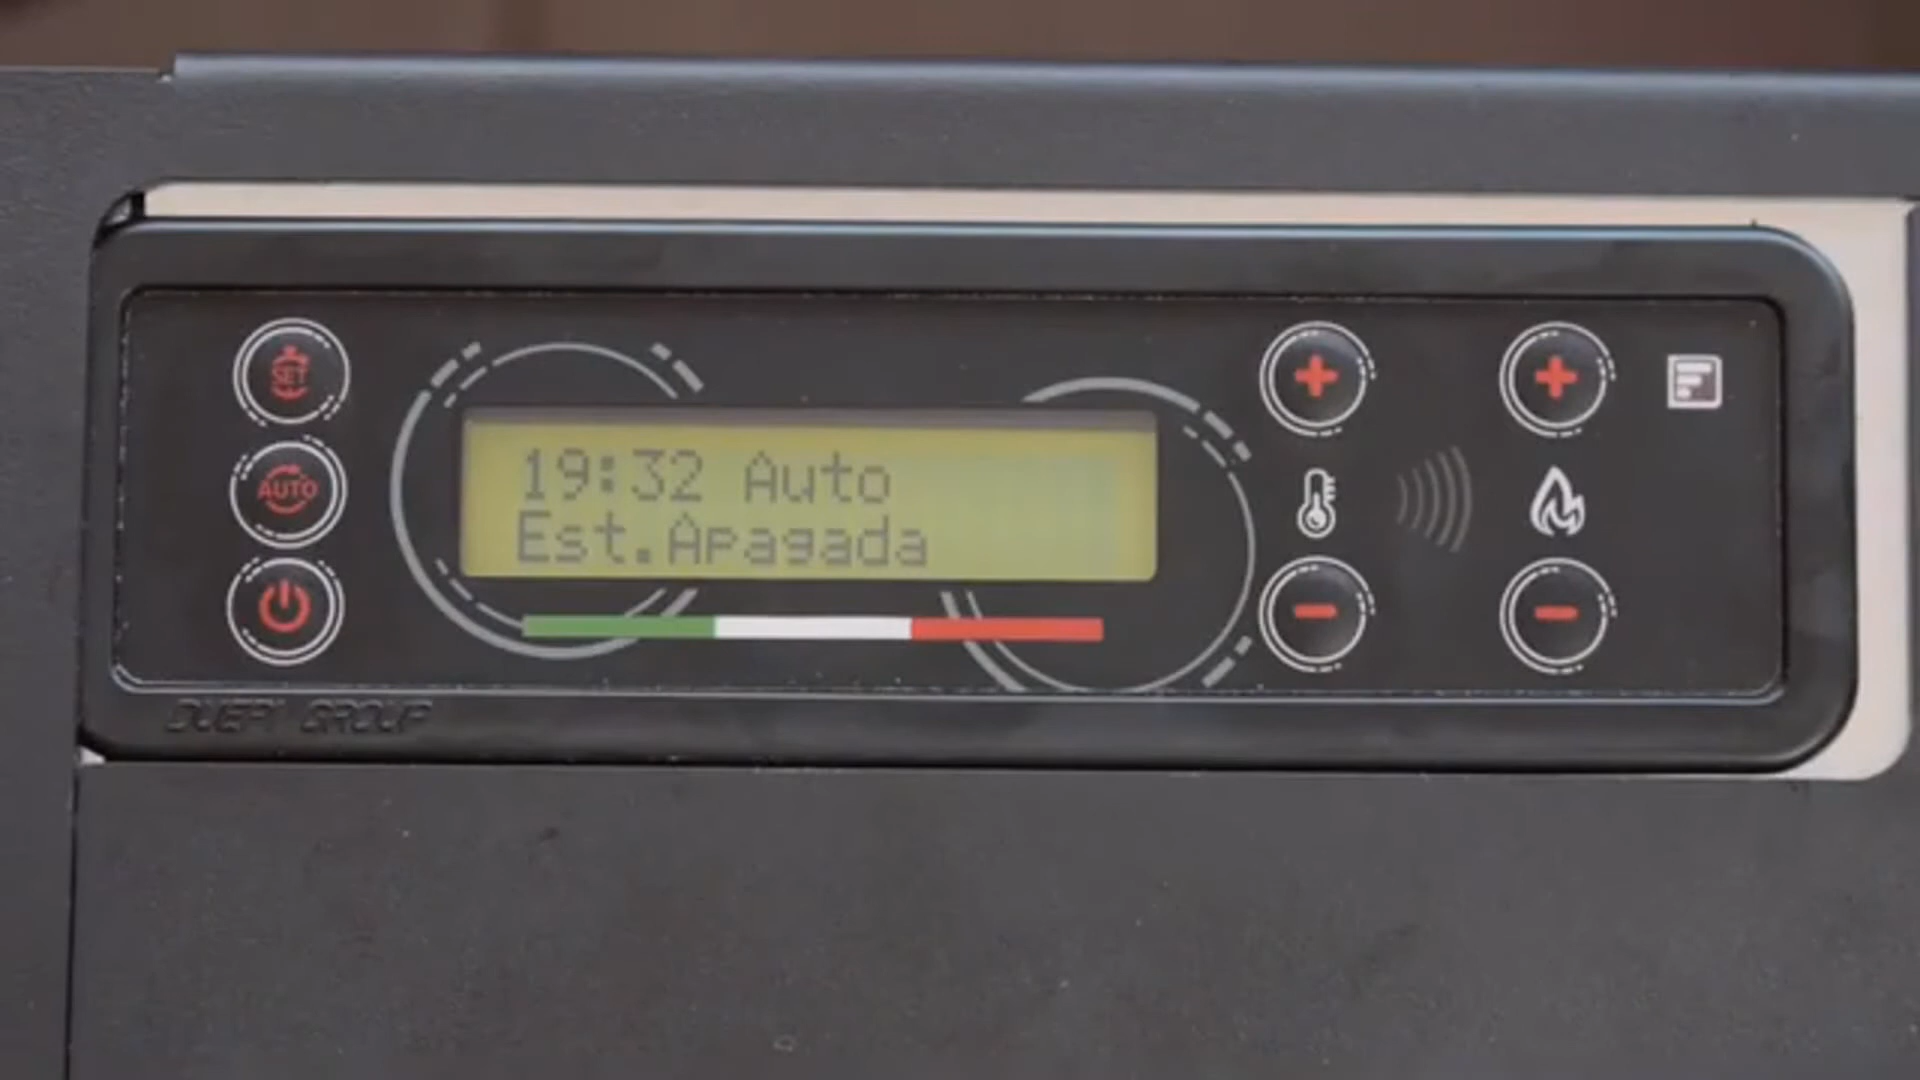 SET
AUTO
19:32 Auto
Est.Apagada
DUEPI GROUP